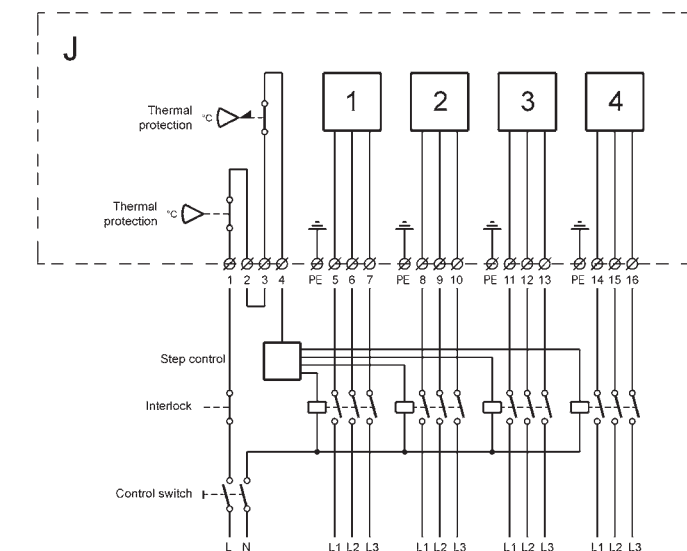 J
1 2 3 4
Thermal
protection
°C
Thermal
protection
°C
1 2 3 4 PE 5 6 7 PE 8 9 10 PE 11 12 13 PE 14 15 16
Step control
Interlock
Control switch
L N L1 L2 L3 L1 L2 L3 L1 L2 L3 L1 L2 L3